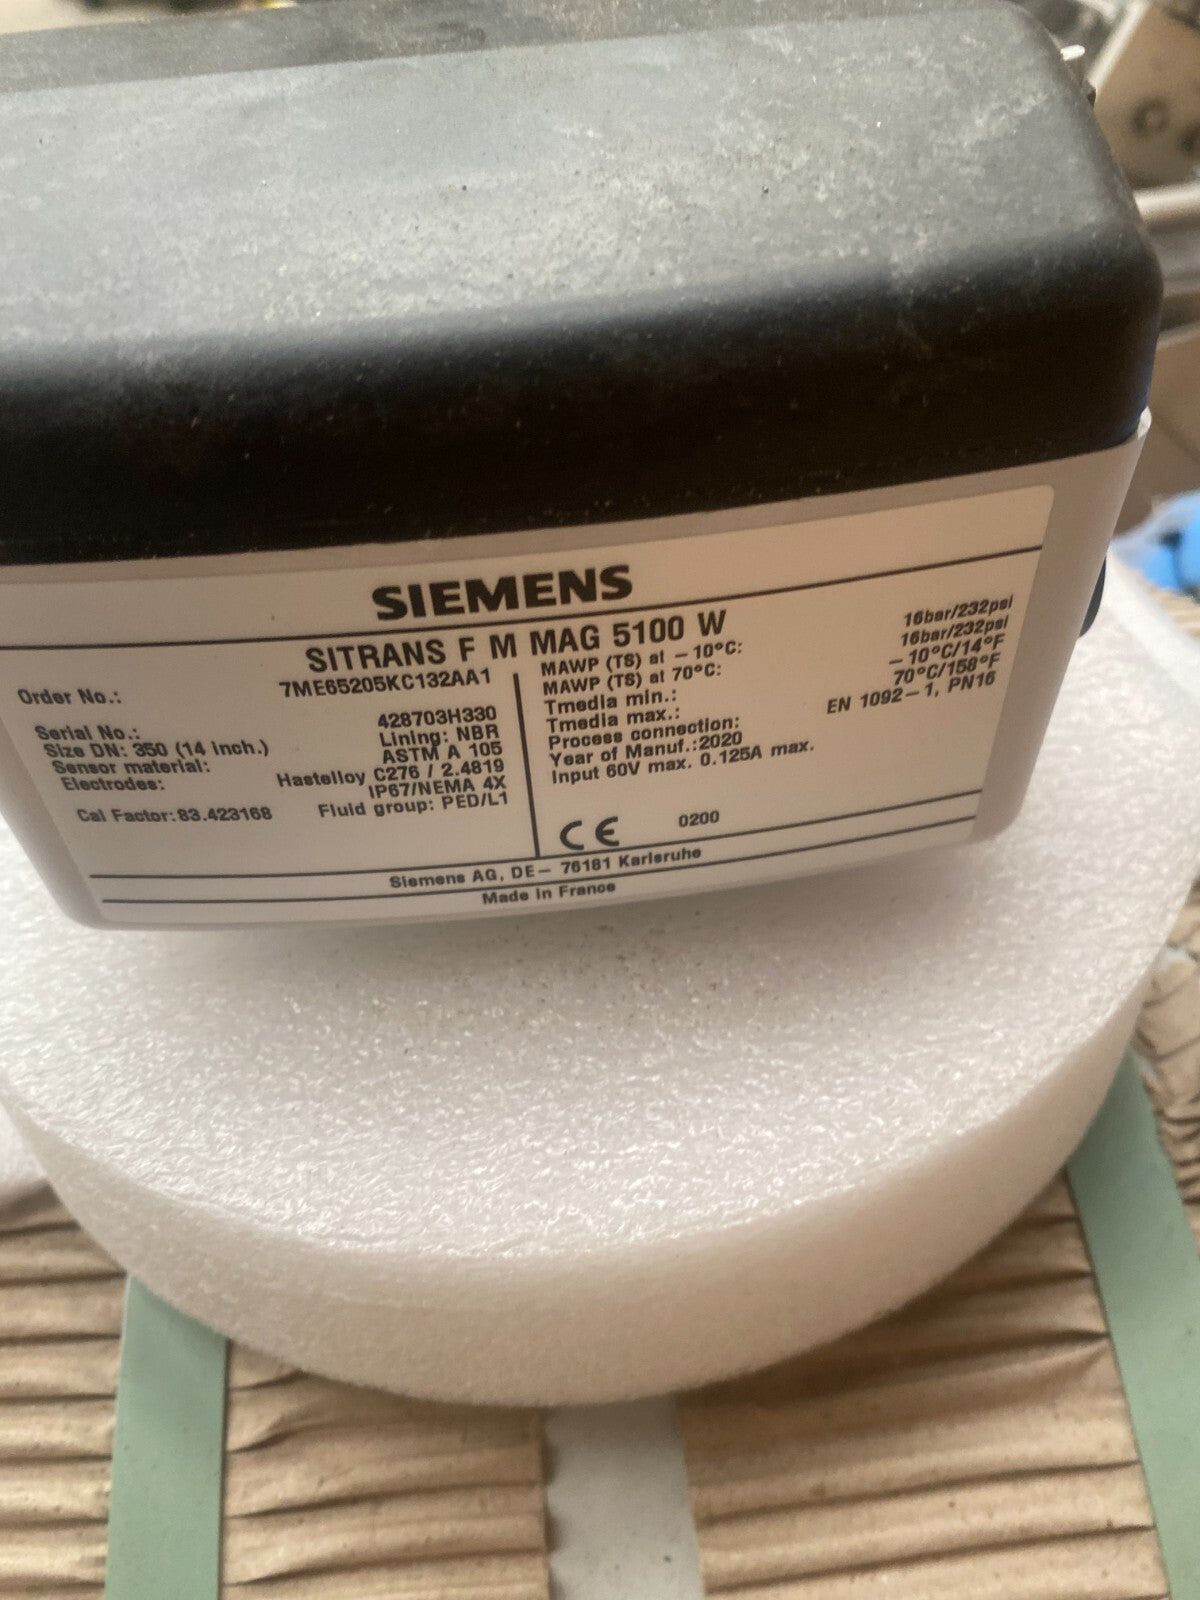 SIEMENS
SITRANS F M MAG 5100 W
Order No.: 7ME65205KC132AA1
Serial No.: 428703H330
Size DN: 350 (14 inch.) Lining: NBR
Sensor material: ASTM A 105
Electrodes: Hastelloy C276 / 2.4819
IP67/NEMA 4X
Cal Factor: 83.423168 Fluid group: PED/L1
MAWP (TS) at -10°C: 16bar/232psi
MAWP (TS) at 70°C: 16bar/232psi
Tmedia min.: -10°C/14°F
Tmedia max.: 70°C/158°F
Process connection: EN 1092-1, PN16
Year of Manuf.:2020
Input 60V max. 0.125A max.
CE 0200
Siemens AG, DE- 76181 Karlsruhe
Made in France